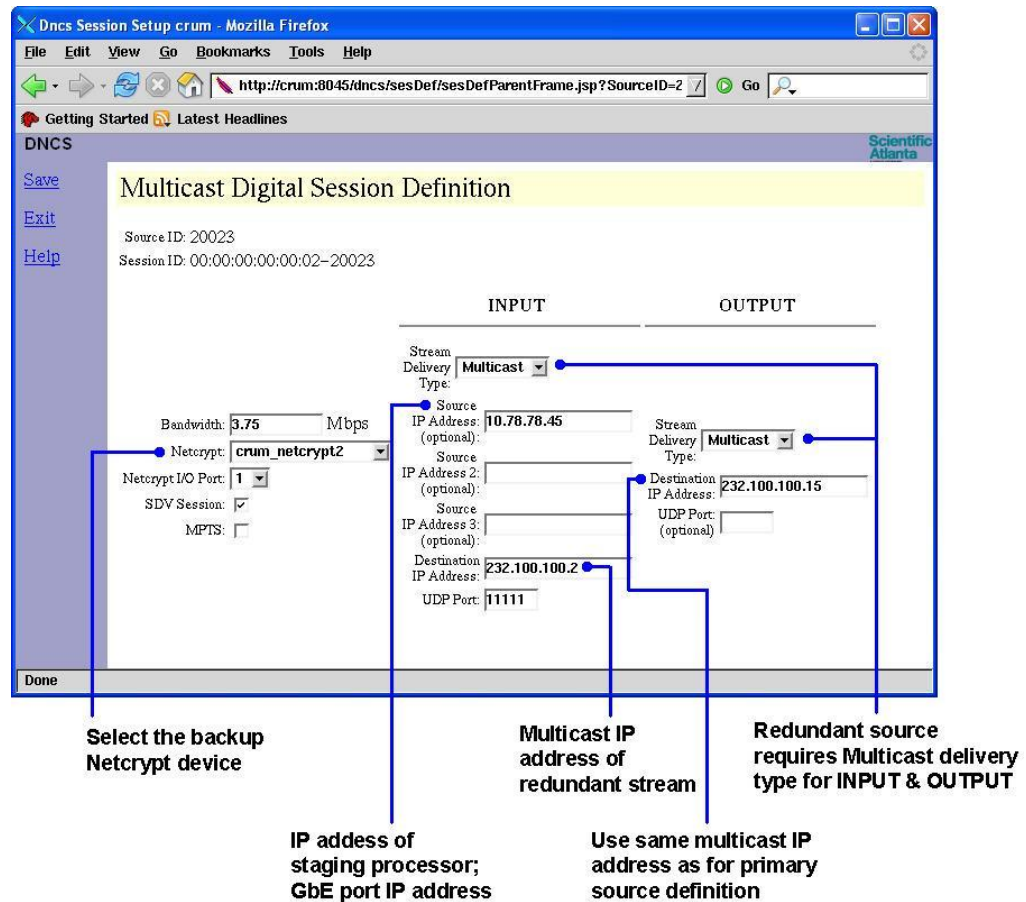 Dncs Session Setup crum - Mozilla Firefox
File Edit View Go Bookmarks Tools Help
http://crum:8045/dncs/sesDef/sesDefParentFrame.jsp?SourceID=2 Go
Getting Started Latest Headlines
DNCS
Scientific
Atlanta
Save
Exit
Help
Multicast Digital Session Definition
Source ID: 20023
Session ID: 00:00:00:00:00:02-20023
INPUT
OUTPUT
Bandwidth: 3.75 Mbps
Netcrypt: crum_netcrypt2
Netcrypt I/O Port: 1
SDV Session:
MPTS:
Stream
Delivery Multicast
Type:
Source
IP Address: 10.78.78.45
(optional):
Source
IP Address 2:
(optional):
Source
IP Address 3:
(optional):
Destination
IP Address: 232.100.100.2
UDP Port: 11111
Stream
Delivery Multicast
Type:
Destination
IP Address: 232.100.100.15
UDP Port:
(optional)
Done
Select the backup
Netcrypt device
Multicast IP
address of
redundant stream
Redundant source
requires Multicast delivery
type for INPUT & OUTPUT
IP addess of
staging processor;
GbE port IP address
Use same multicast IP
address as for primary
source definition